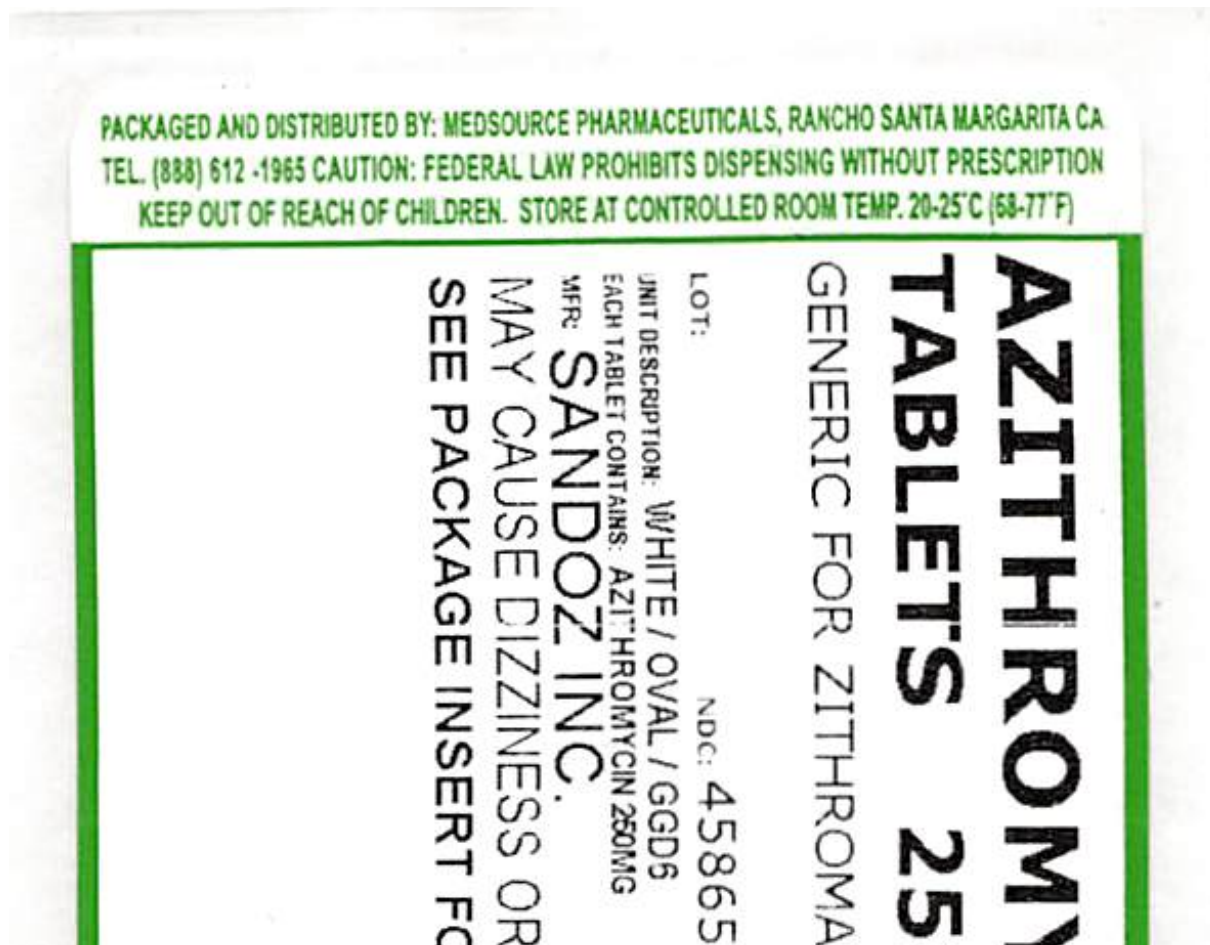 PACKAGED AND DISTRIBUTED BY: MEDSOURCE PHARMACEUTICALS, RANCHO SANTA MARGARITA CA
TEL. (888) 612 -1965 CAUTION: FEDERAL LAW PROHIBITS DISPENSING WITHOUT PRESCRIPTION
KEEP OUT OF REACH OF CHILDREN. STORE AT CONTROLLED ROOM TEMP. 20-25°C (68-77°F)
AZITHROMY
TABLETS 25
GENERIC FOR ZITHROMA
LOT: NDC: 45865
UNIT DESCRIPTION: WHITE / OVAL / GGD6
EACH TABLET CONTAINS: AZITHROMYCIN 250MG
MFR: SANDOZ INC.
MAY CAUSE DIZZINESS OR
SEE PACKAGE INSERT FO